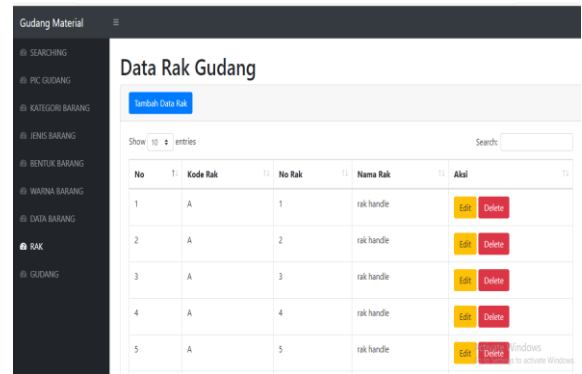 Gudang Material
SEARCHING
PIC GUDANG
KATEGORI BARANG
JENIS BARANG
BENTUK BARANG
WARNA BARANG
DATA BARANG
RAK
GUDANG
Data Rak Gudang
Tambah Data Rak
Show 10 entries Search:
No Kode Rak No Rak Nama Rak Aksi
1 A 1 rak handle Edit Delete
2 A 2 rak handle Edit Delete
3 A 3 rak handle Edit Delete
4 A 4 rak handle Edit Delete
5 A 5 rak handle Edit Delete
Windows
to activate Windows